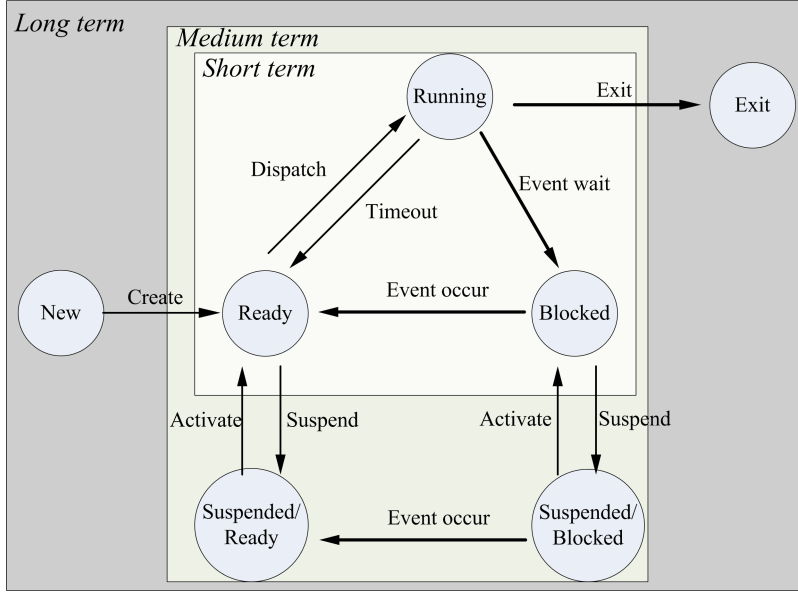 Long term
Medium term
Short term
Running
Exit
Exit
Dispatch
Event wait
Timeout
New
Create
Ready
Event occur
Blocked
Activate
Suspend
Activate
Suspend
Suspended/
Ready
Event occur
Suspended/
Blocked